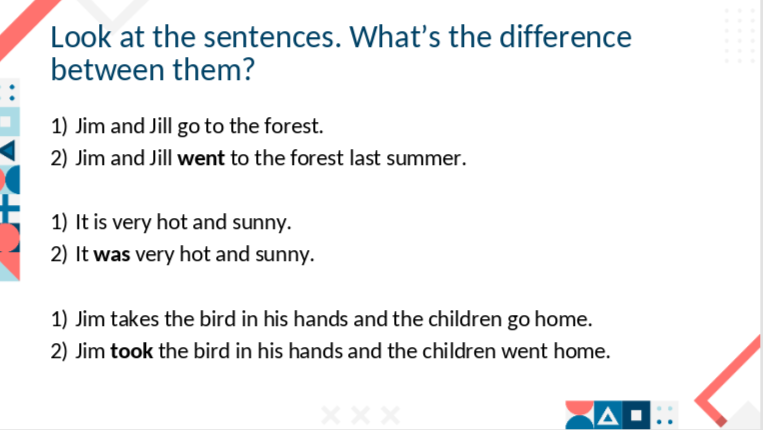 Look at the sentences. What’s the difference
between them?
1) Jim and Jill go to the forest.
2) Jim and Jill went to the forest last summer.
1) It is very hot and sunny.
2) It was very hot and sunny.
1) Jim takes the bird in his hands and the children go home.
2) Jim took the bird in his hands and the children went home.